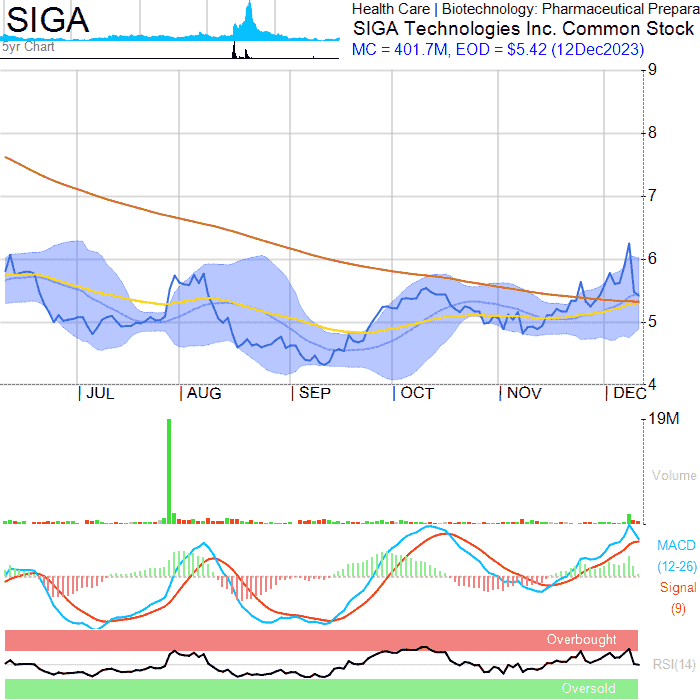 SIGA
5yr Chart
Health Care | Biotechnology: Pharmaceutical Prepara
SIGA Technologies Inc. Common Stock
MC = 401.7M, EOD = $5.42 (12Dec2023)
9
8
7
6
5
4
| JUL | AUG | SEP | OCT | NOV | DEC
19M
Volume
MACD
(12-26)
Signal
(9)
Overbought
RSI(14)
Oversold